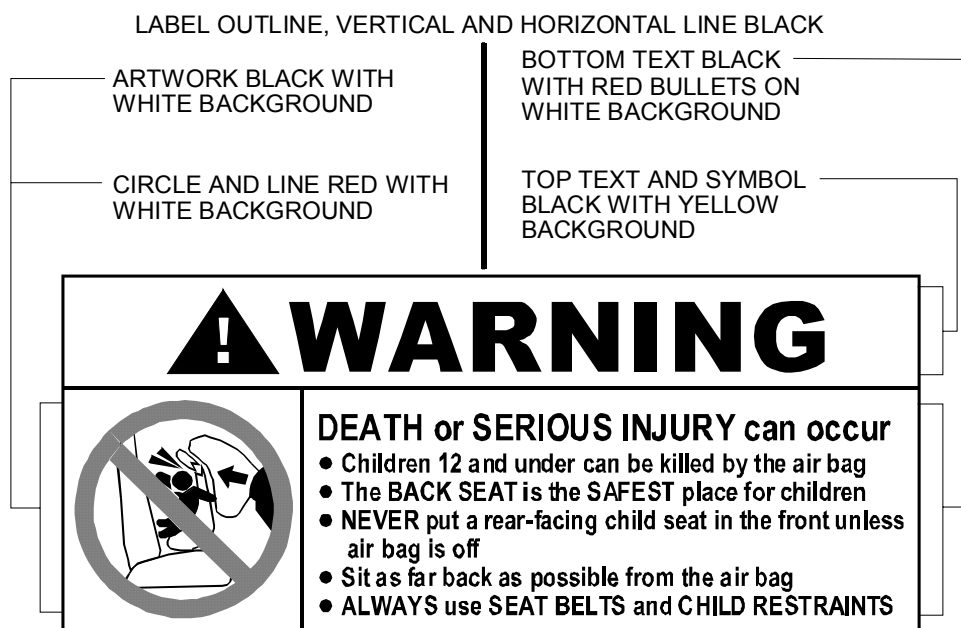 LABEL OUTLINE, VERTICAL AND HORIZONTAL LINE BLACK
ARTWORK BLACK WITH
WHITE BACKGROUND
CIRCLE AND LINE RED WITH
WHITE BACKGROUND
BOTTOM TEXT BLACK
WITH RED BULLETS ON
WHITE BACKGROUND
TOP TEXT AND SYMBOL
BLACK WITH YELLOW
BACKGROUND
! WARNING
DEATH or SERIOUS INJURY can occur
• Children 12 and under can be killed by the air bag
• The BACK SEAT is the SAFEST place for children
• NEVER put a rear-facing child seat in the front unless
air bag is off
• Sit as far back as possible from the air bag
• ALWAYS use SEAT BELTS and CHILD RESTRAINTS